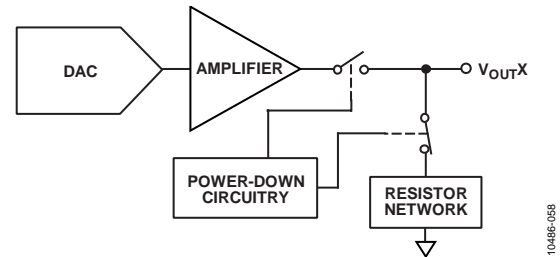 DAC
AMPLIFIER
VOUTX
POWER-DOWN
CIRCUITRY
RESISTOR
NETWORK
10486-058